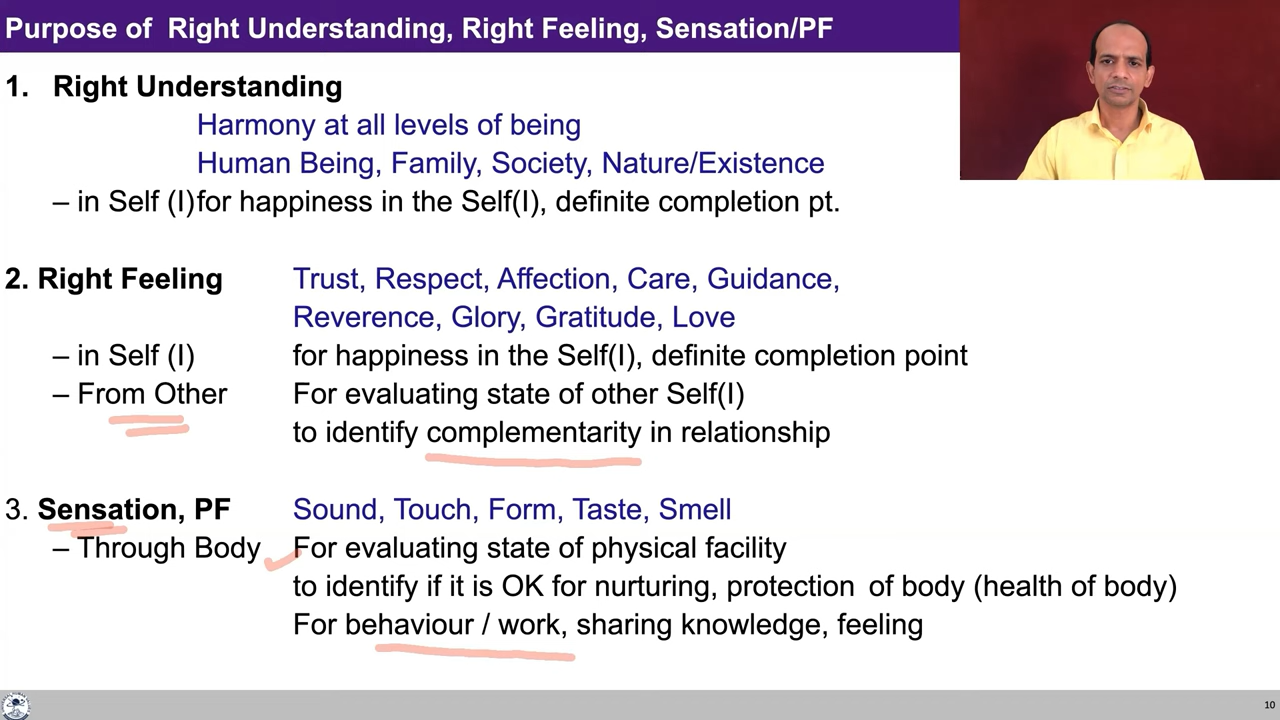 Purpose of Right Understanding, Right Feeling, Sensation/PF
1. Right Understanding
Harmony at all levels of being
Human Being, Family, Society, Nature/Existence
– in Self (I) for happiness in the Self(I), definite completion pt.
2. Right Feeling Trust, Respect, Affection, Care, Guidance,
Reverence, Glory, Gratitude, Love
– in Self (I) for happiness in the Self(I), definite completion point
– From Other For evaluating state of other Self(I)
to identify complementarity in relationship
3. Sensation, PF Sound, Touch, Form, Taste, Smell
– Through Body For evaluating state of physical facility
to identify if it is OK for nurturing, protection of body (health of body)
For behaviour / work, sharing knowledge, feeling
10